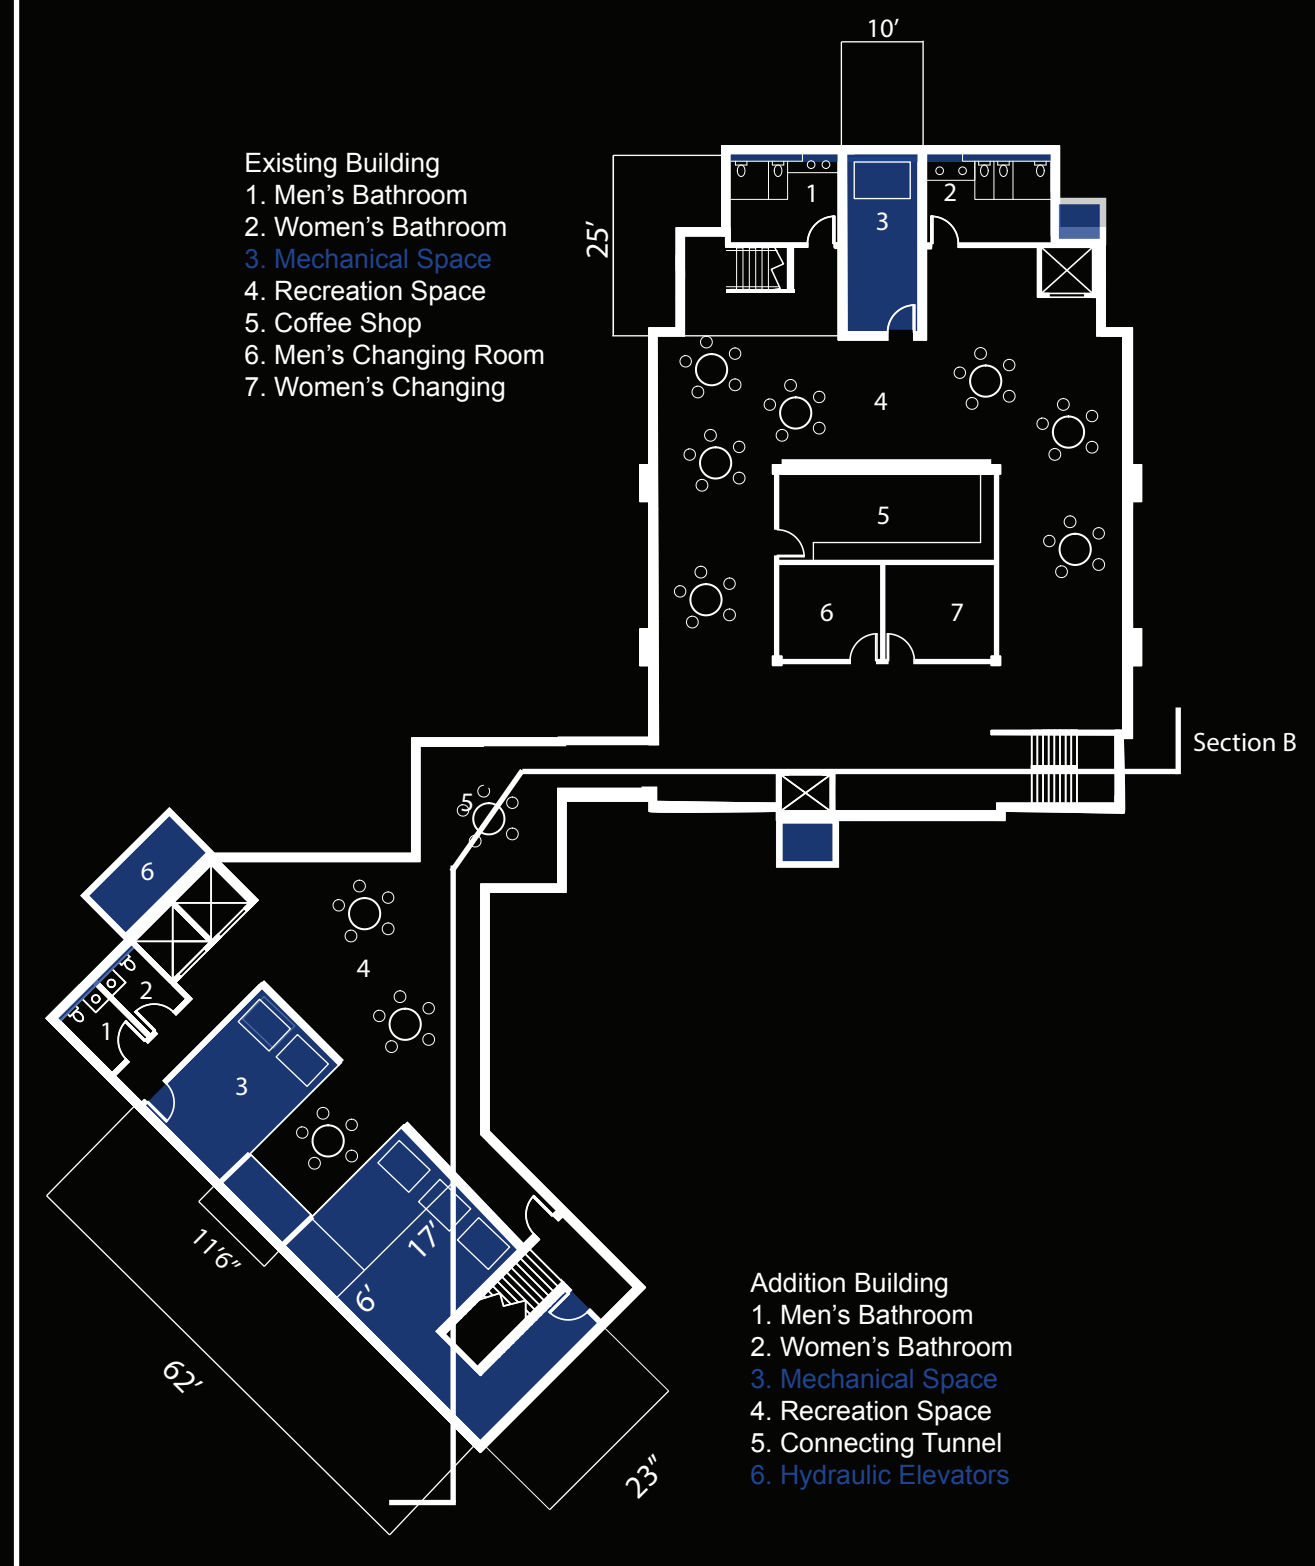 10’
Existing Building
1. Men’s Bathroom
2. Women’s Bathroom
3. Mechanical Space
4. Recreation Space
5. Coffee Shop
6. Men’s Changing Room
7. Women’s Changing
25’
1
2
3
4
5
6
7
Section B
5
6
4
2
1
3
11’6”
17’
6’
62’
23”
Addition Building
1. Men’s Bathroom
2. Women’s Bathroom
3. Mechanical Space
4. Recreation Space
5. Connecting Tunnel
6. Hydraulic Elevators